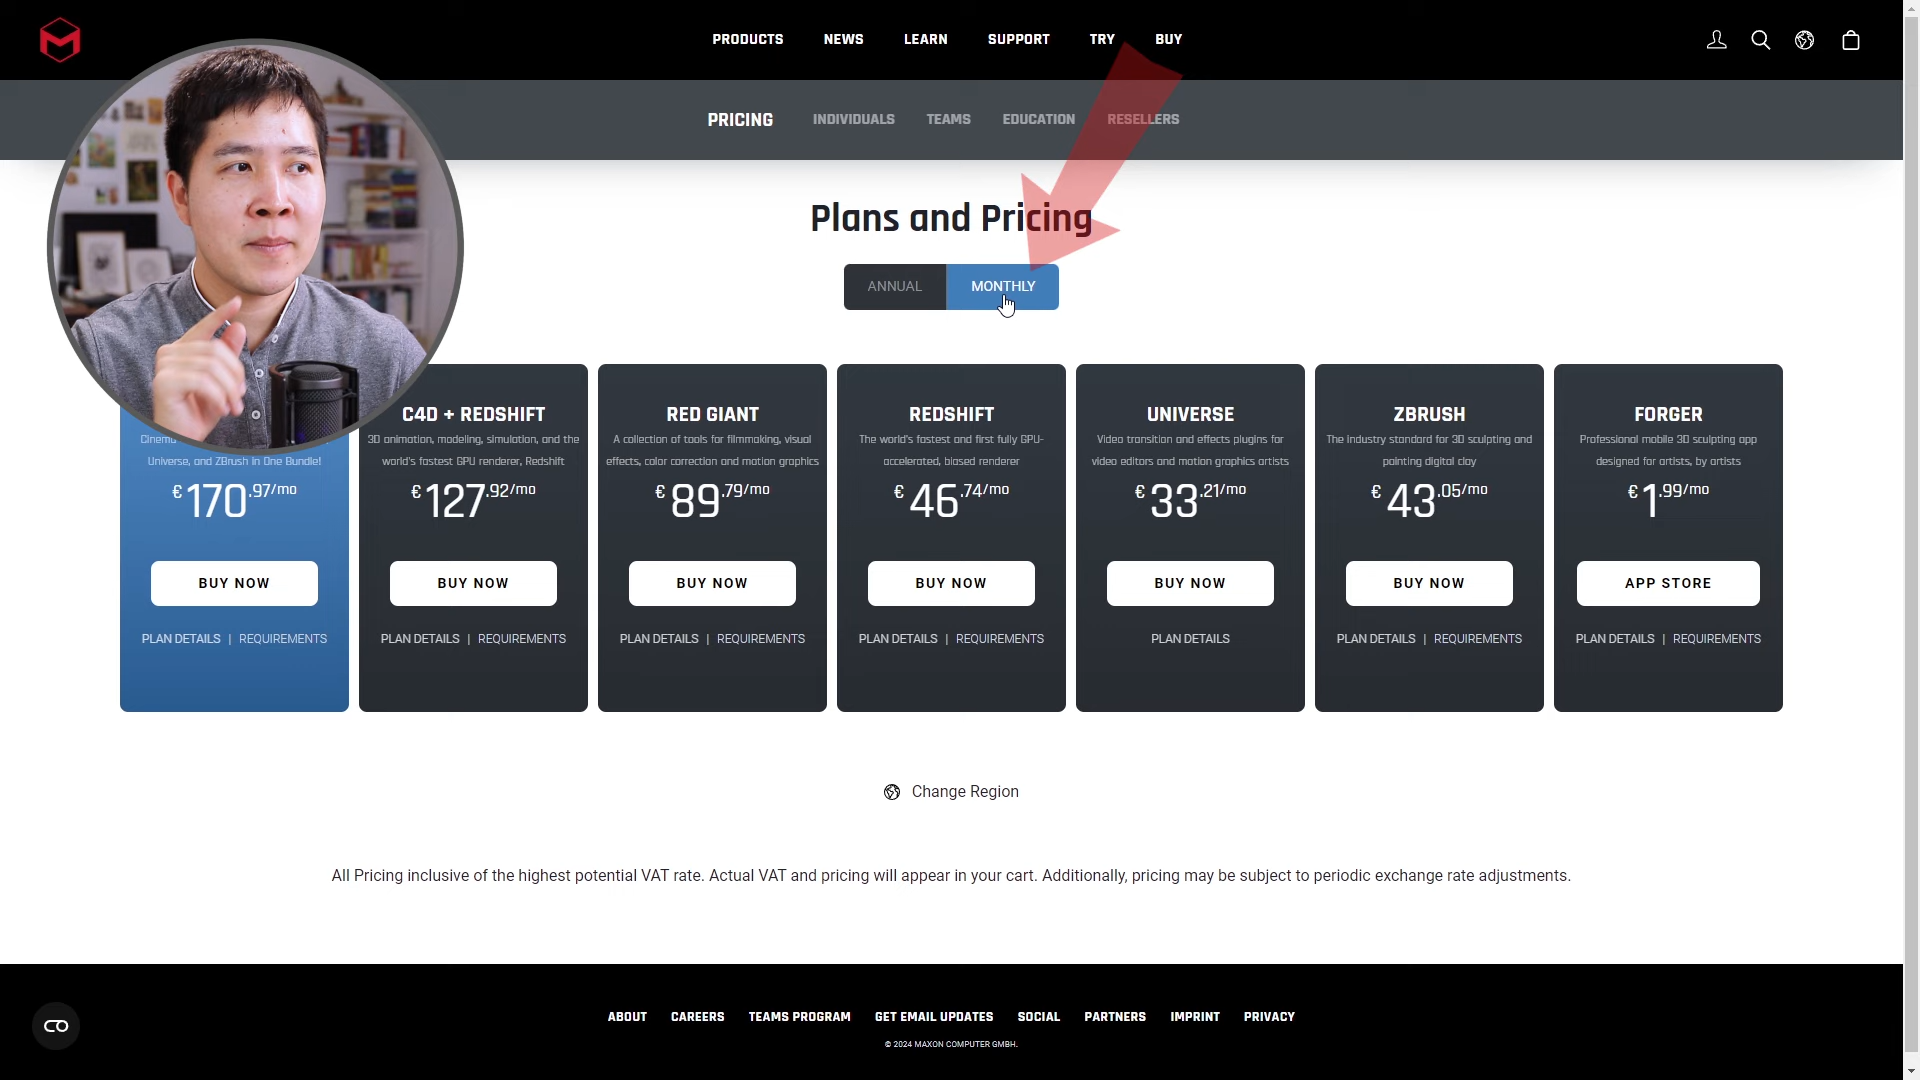 PRODUCTS NEWS LEARN SUPPORT TRY BUY
PRICING INDIVIDUALS TEAMS EDUCATION RESELLERS
Plans and Pricing
ANNUAL MONTHLY
Universe, and ZBrush in One Bundle!
€170.97/mo
BUY NOW
PLAN DETAILS | REQUIREMENTS
C4D + REDSHIFT
3D animation, modeling, simulation, and the
world's fastest GPU renderer, Redshift
€127.92/mo
BUY NOW
PLAN DETAILS | REQUIREMENTS
RED GIANT
A collection of tools for filmmaking, visual
effects, color correction and motion graphics
€89.79/mo
BUY NOW
PLAN DETAILS | REQUIREMENTS
REDSHIFT
The world's fastest and first fully GPU-
accelerated, biased renderer
€46.74/mo
BUY NOW
PLAN DETAILS | REQUIREMENTS
UNIVERSE
Video transition and effects plugins for
video editors and motion graphics artists
€33.21/mo
BUY NOW
PLAN DETAILS
ZBRUSH
The industry standard for 3D sculpting and
painting digital clay
€43.05/mo
BUY NOW
PLAN DETAILS | REQUIREMENTS
FORGER
Professional mobile 3D sculpting app
designed for artists, by artists
€1.99/mo
APP STORE
PLAN DETAILS | REQUIREMENTS
Change Region
All Pricing inclusive of the highest potential VAT rate. Actual VAT and pricing will appear in your cart. Additionally, pricing may be subject to periodic exchange rate adjustments.
ABOUT CAREERS TEAMS PROGRAM GET EMAIL UPDATES SOCIAL PARTNERS IMPRINT PRIVACY
© 2024 MAXON COMPUTER GMBH.